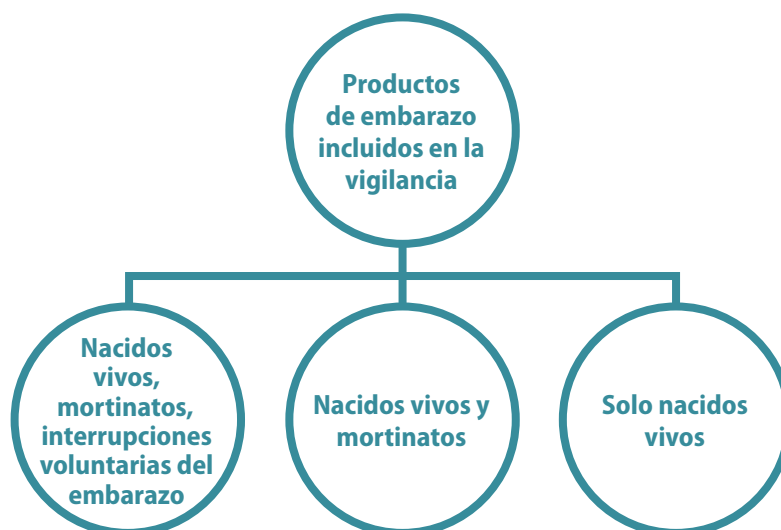 Productos
de embarazo
incluidos en la
vigilancia
Nacidos
vivos,
mortinatos,
interrupciones
voluntarias del
embarazo
Nacidos vivos y
mortinatos
Solo nacidos
vivos